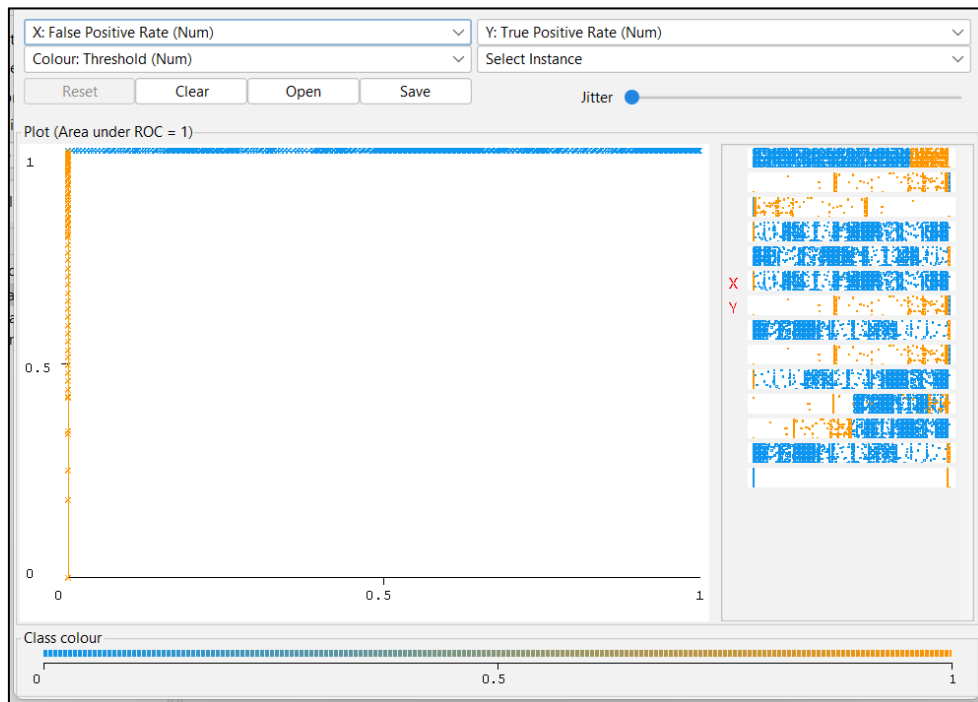 X: False Positive Rate (Num) Y: True Positive Rate (Num)
Colour: Threshold (Num) Select Instance
Reset Clear Open Save Jitter
Plot (Area under ROC = 1)
1
X
Y
0.5
0
0 0.5 1
Class colour
0 0.5 1